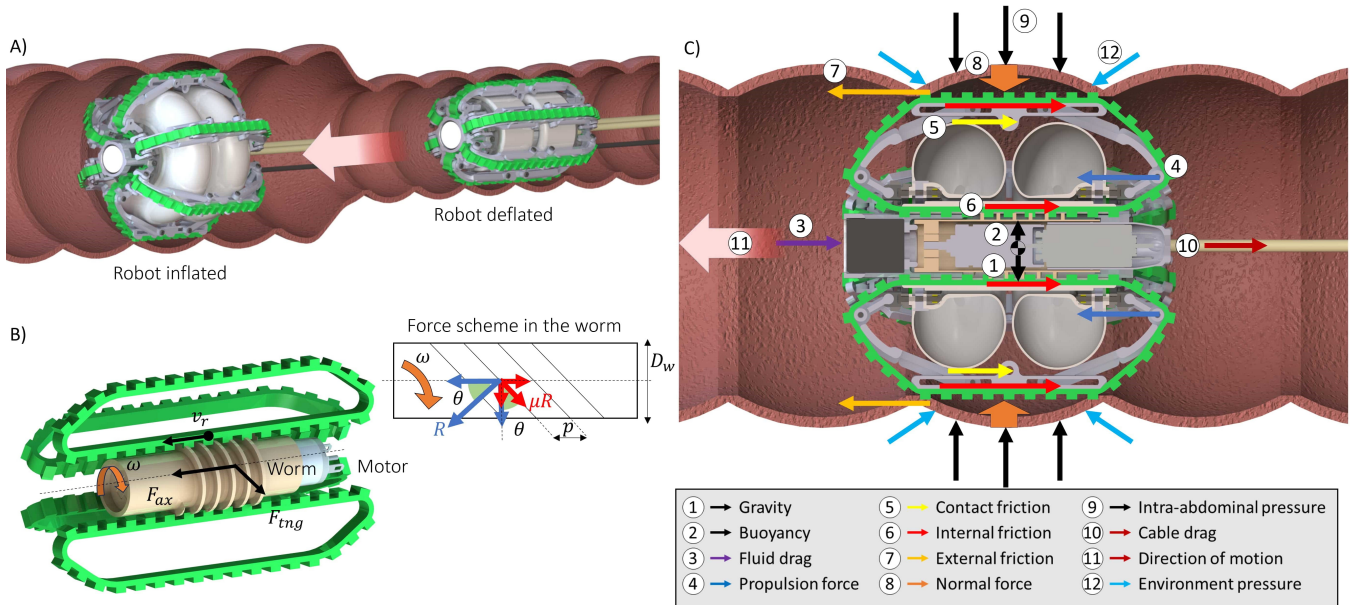 A)
Robot inflated
Robot deflated
B)
Force scheme in the worm
ω
θ
R
θ
μR
p
D_w
v_r
ω
Worm
Motor
F_ax
F_tng
C)
9
8
12
7
5
4
6
3
2
11
10
1
1 Gravity
2 Buoyancy
3 Fluid drag
4 Propulsion force
5 Contact friction
6 Internal friction
7 External friction
8 Normal force
9 Intra-abdominal pressure
10 Cable drag
11 Direction of motion
12 Environment pressure